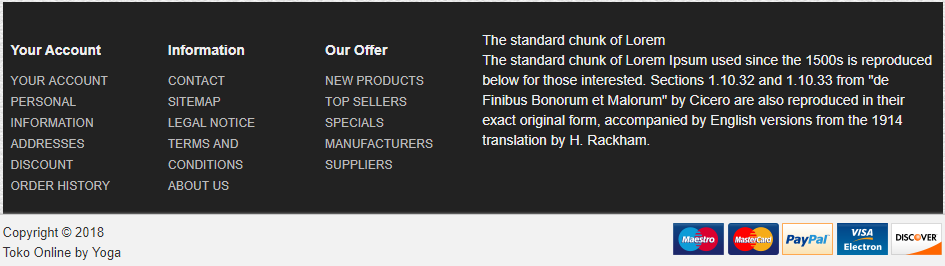 Your Account
YOUR ACCOUNT
PERSONAL
INFORMATION
ADDRESSES
DISCOUNT
ORDER HISTORY
Information
CONTACT
SITEMAP
LEGAL NOTICE
TERMS AND
CONDITIONS
ABOUT US
Our Offer
NEW PRODUCTS
TOP SELLERS
SPECIALS
MANUFACTURERS
SUPPLIERS
The standard chunk of Lorem
The standard chunk of Lorem Ipsum used since the 1500s is reproduced
below for those interested. Sections 1.10.32 and 1.10.33 from "de
Finibus Bonorum et Malorum" by Cicero are also reproduced in their
exact original form, accompanied by English versions from the 1914
translation by H. Rackham.
Copyright © 2018
Toko Online by Yoga
Maestro
MasterCard
PayPal
VISA
Electron
DISCOVER